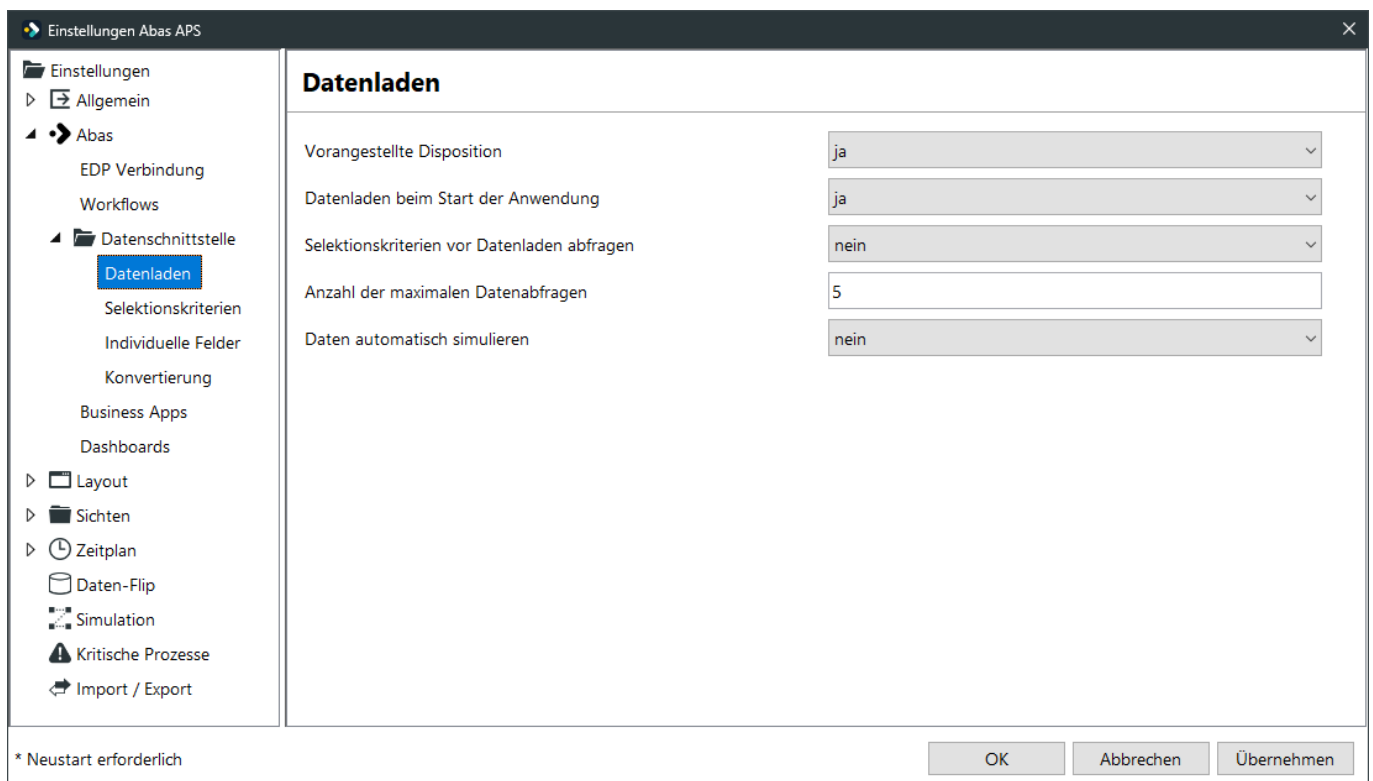 Einstellungen Abas APS
Einstellungen
Allgemein
Abas
EDP Verbindung
Workflows
Datenschnittstelle
Datenladen
Selektionskriterien
Individuelle Felder
Konvertierung
Business Apps
Dashboards
Layout
Sichten
Zeitplan
Daten-Flip
Simulation
Kritische Prozesse
Import / Export
Datenladen
Vorangestellte Disposition ja
Datenladen beim Start der Anwendung ja
Selektionskriterien vor Datenladen abfragen nein
Anzahl der maximalen Datenabfragen 5
Daten automatisch simulieren nein
* Neustart erforderlich
OK Abbrechen Übernehmen